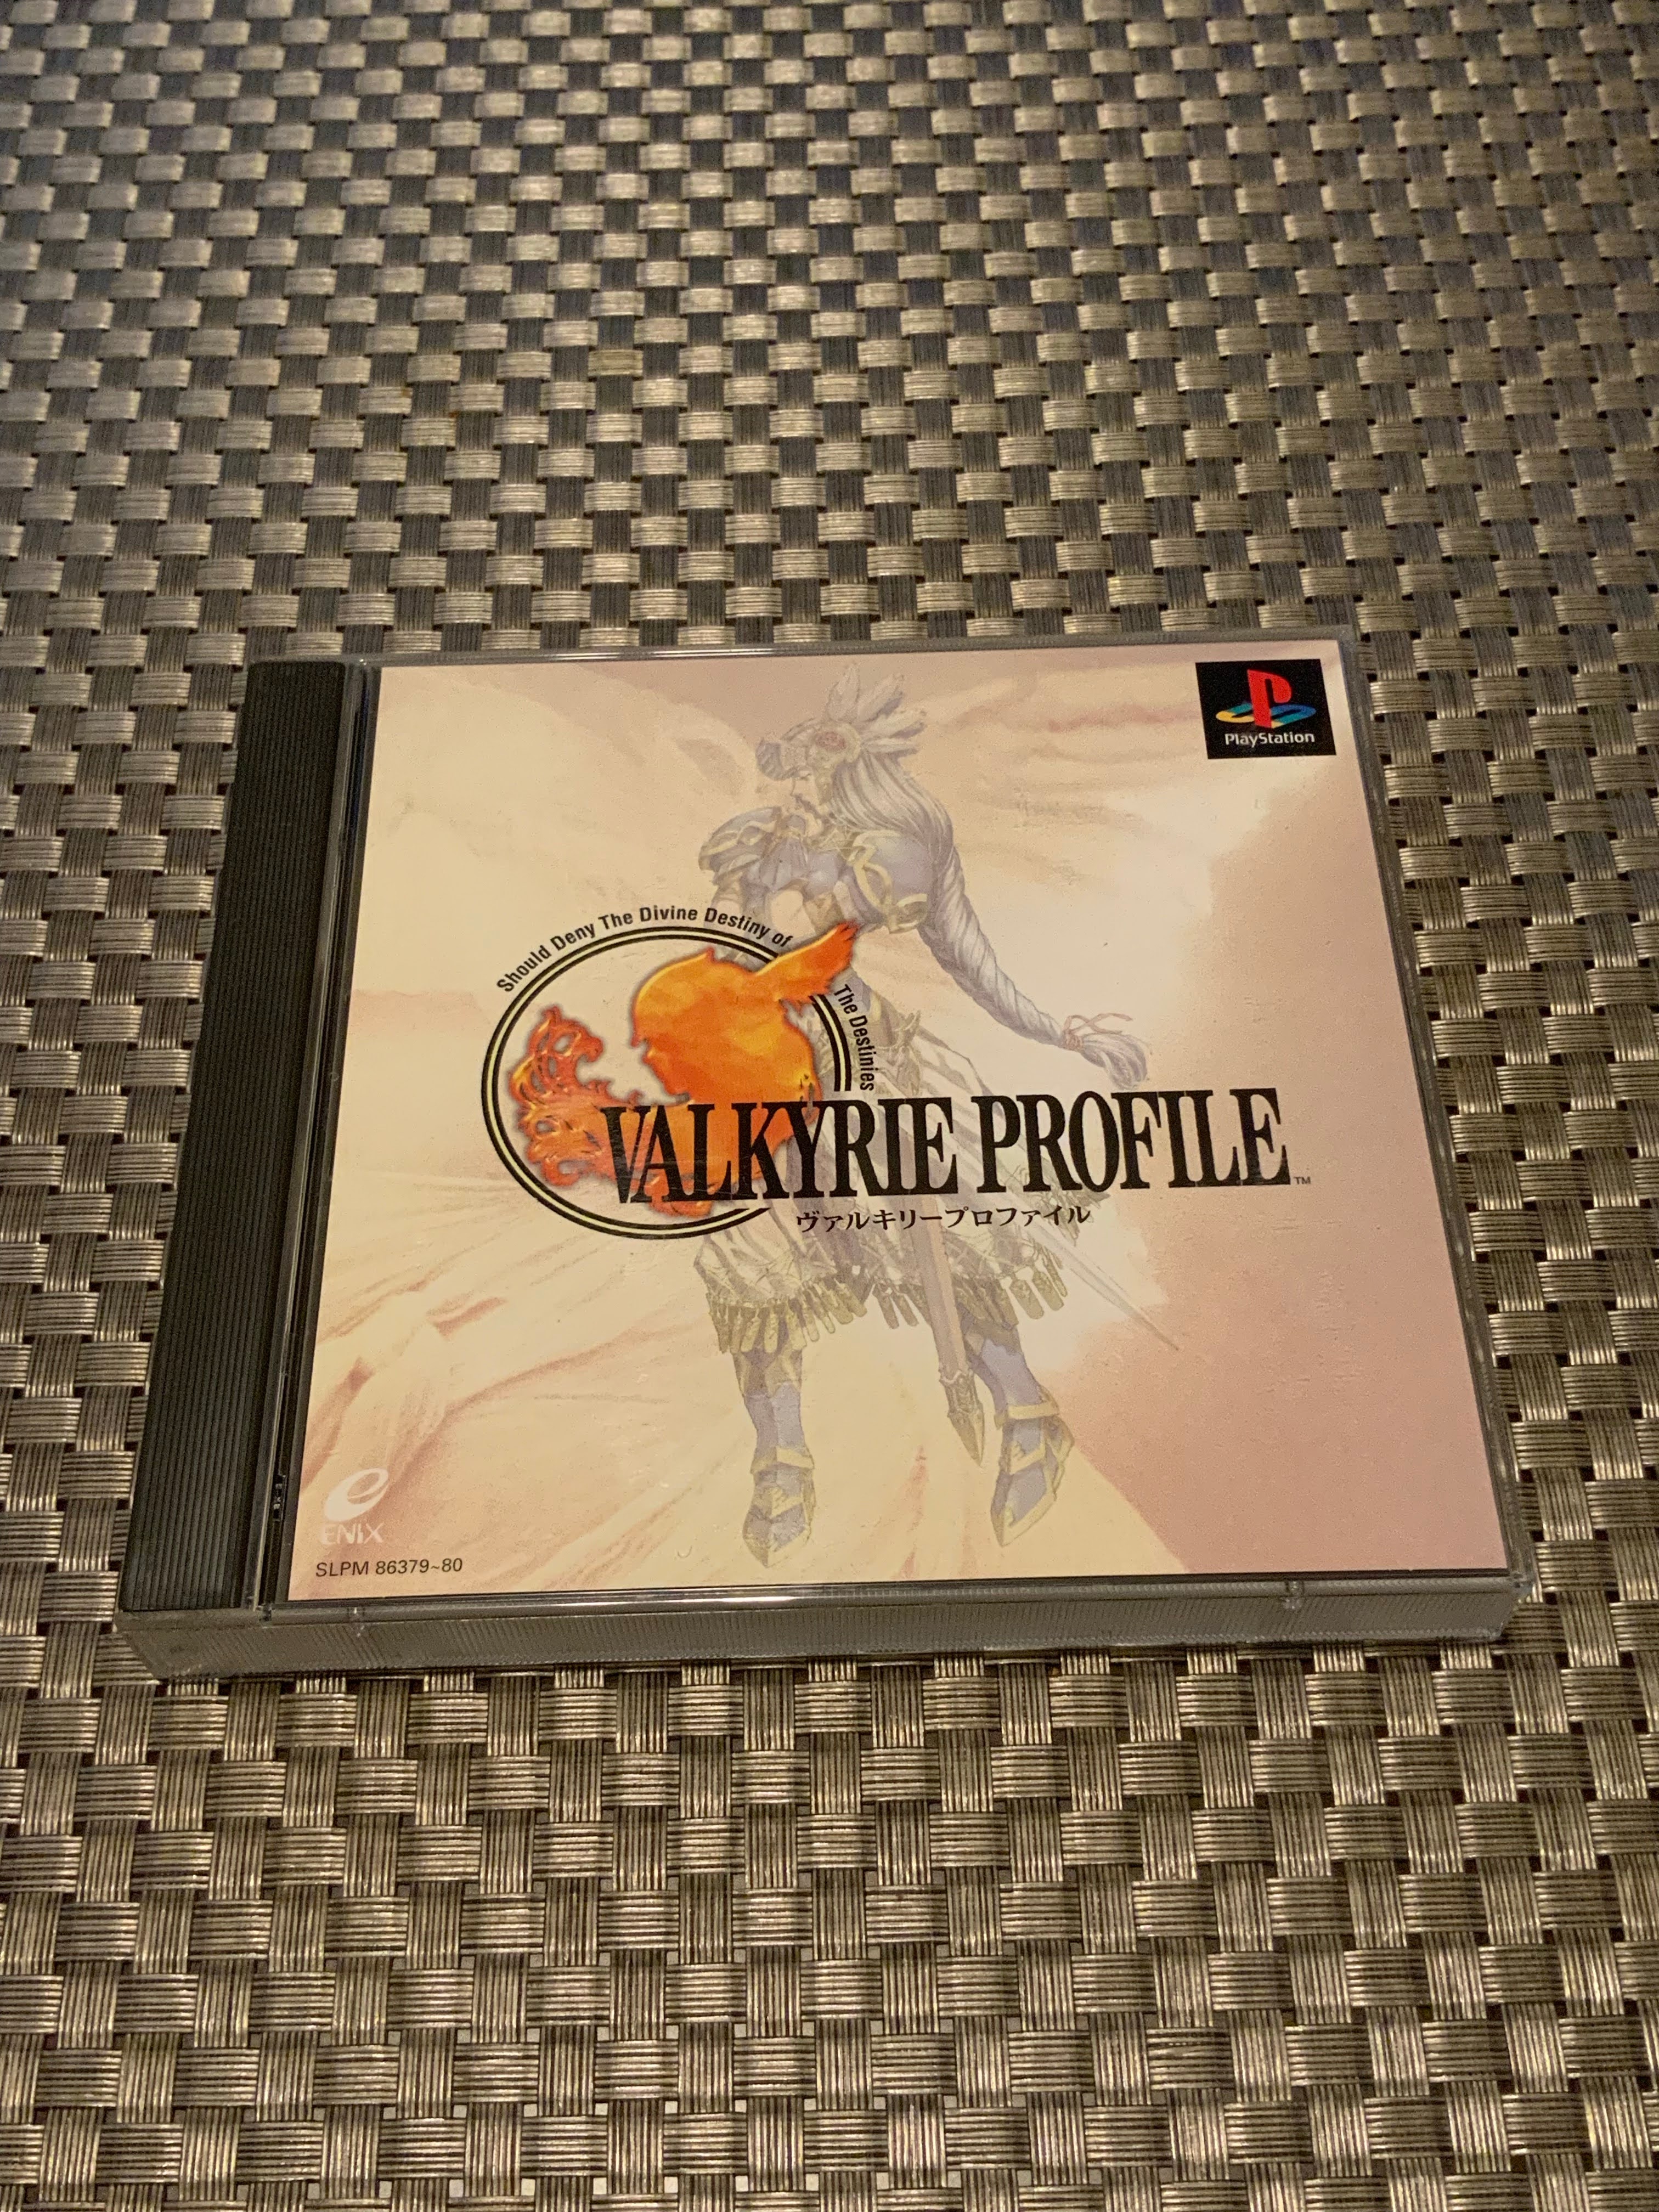 PlayStation
Should Deny The Divine Destiny of
The Destinies
VALKYRIE PROFILE™
ヴァルキリープロファイル
ENIX
SLPM 86379~80